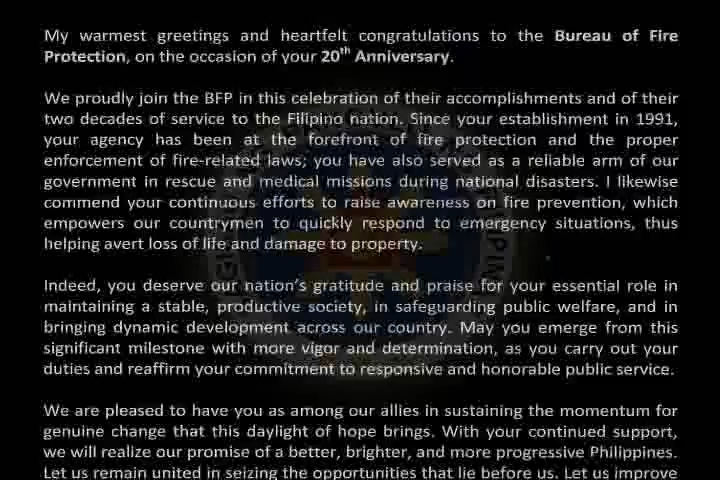 My warmest greetings and heartfelt congratulations to the Bureau of Fire
Protection, on the occasion of your 20th Anniversary.
We proudly join the BFP in this celebration of their accomplishments and of their
two decades of service to the Filipino nation. Since your establishment in 1991,
your agency has been at the forefront of fire protection and the proper
enforcement of fire-related laws; you have also served as a reliable arm of our
government in rescue and medical missions during national disasters. I likewise
commend your continuous efforts to raise awareness on fire prevention, which
empowers our countrymen to quickly respond to emergency situations, thus
helping avert loss of life and damage to property.
Indeed, you deserve our nation's gratitude and praise for your essential role in
maintaining a stable, productive society, in safeguarding public welfare, and in
bringing dynamic development across our country. May you emerge from this
significant milestone with more vigor and determination, as you carry out your
duties and reaffirm your commitment to responsive and honorable public service.
We are pleased to have you as among our allies in sustaining the momentum for
genuine change that this daylight of hope brings. With your continued support,
we will realize our promise of a better, brighter, and more progressive Philippines.
Let us remain united in seizing the opportunities that lie before us. Let us improve